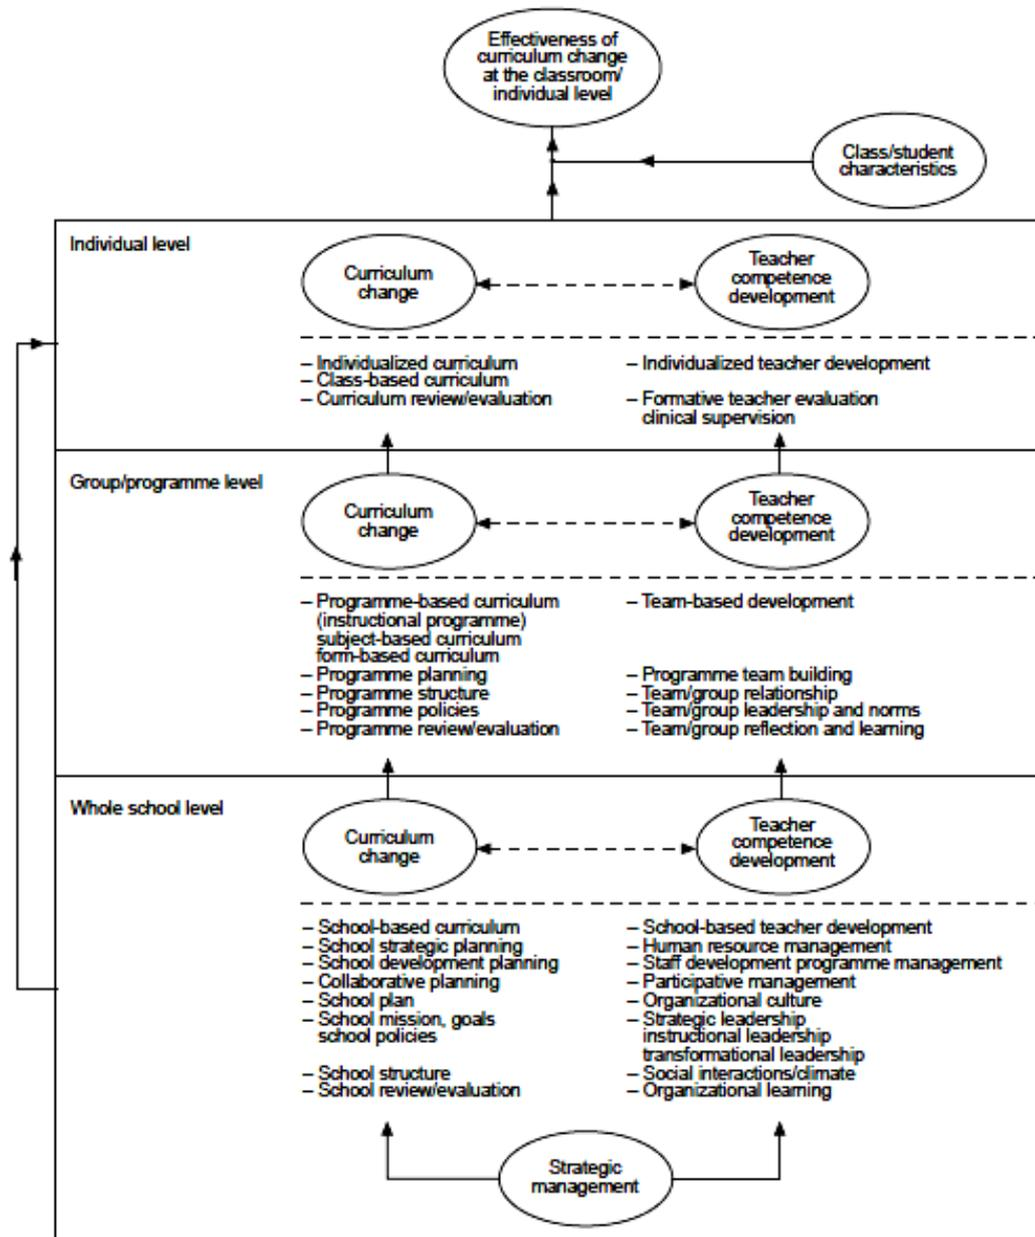 Effectiveness of
curriculum change
at the classroom/
individual level
Class/student
characteristics
Individual level
Curriculum
change
Teacher
competence
development
– Individualized curriculum
– Class-based curriculum
– Curriculum review/evaluation
– Individualized teacher development
– Formative teacher evaluation
clinical supervision
Group/programme level
Curriculum
change
Teacher
competence
development
– Programme-based curriculum
(instructional programme)
subject-based curriculum
form-based curriculum
– Programme planning
– Programme structure
– Programme policies
– Programme review/evaluation
– Team-based development
– Programme team building
– Team/group relationship
– Team/group leadership and norms
– Team/group reflection and learning
Whole school level
Curriculum
change
Teacher
competence
development
– School-based curriculum
– School strategic planning
– School development planning
– Collaborative planning
– School plan
– School mission, goals
school policies
– School structure
– School review/evaluation
– School-based teacher development
– Human resource management
– Staff development programme management
– Participative management
– Organizational culture
– Strategic leadership
instructional leadership
transformational leadership
– Social interactions/climate
– Organizational learning
Strategic
management